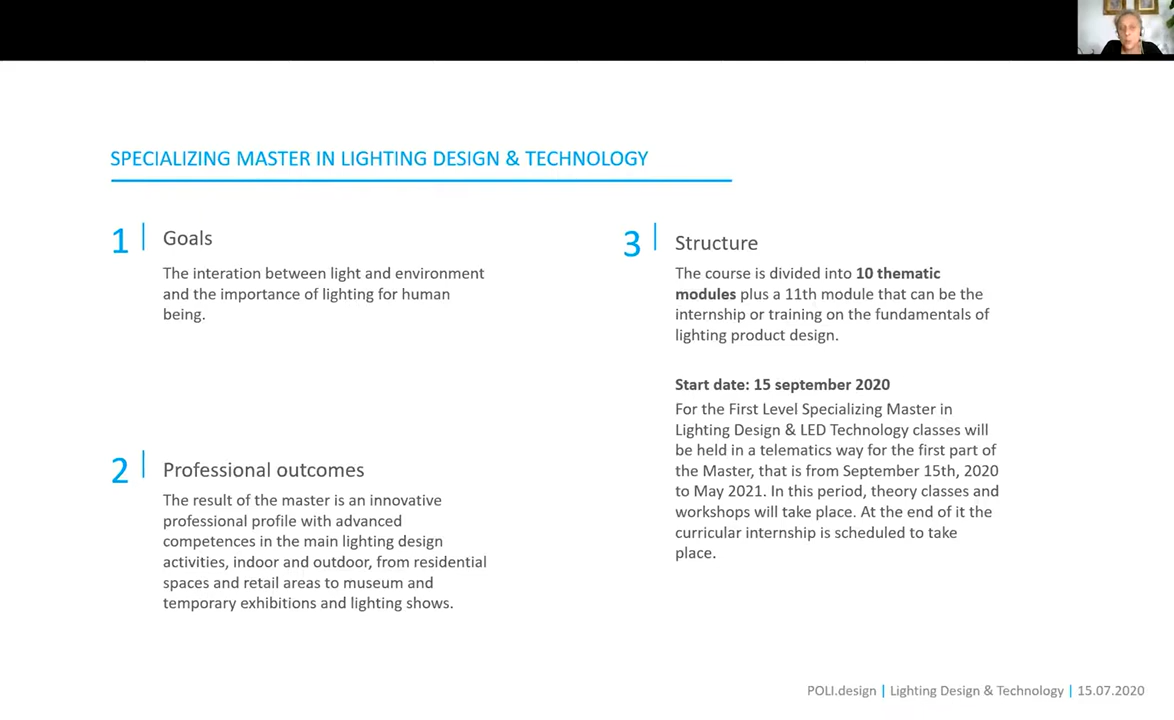 SPECIALIZING MASTER IN LIGHTING DESIGN & TECHNOLOGY
1 | Goals
The interation between light and environment
and the importance of lighting for human
being.
2 | Professional outcomes
The result of the master is an innovative
professional profile with advanced
competences in the main lighting design
activities, indoor and outdoor, from residential
spaces and retail areas to museum and
temporary exhibitions and lighting shows.
3 | Structure
The course is divided into 10 thematic
modules plus a 11th module that can be the
internship or training on the fundamentals of
lighting product design.
Start date: 15 september 2020
For the First Level Specializing Master in
Lighting Design & LED Technology classes will
be held in a telematics way for the first part of
the Master, that is from September 15th, 2020
to May 2021. In this period, theory classes and
workshops will take place. At the end of it the
curricular internship is scheduled to take
place.
POLI.design | Lighting Design & Technology | 15.07.2020